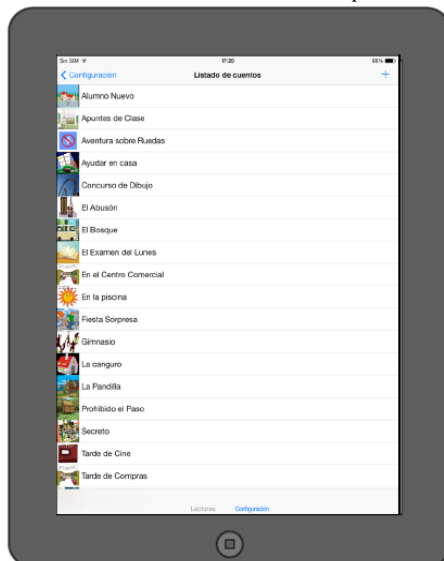 Sin SIM 17:20 88%
Configuración Listado de cuentos +
Alumno Nuevo
Apuntes de Clase
Aventura sobre Ruedas
Ayudar en casa
Concurso de Dibujo
El Abusón
El Bosque
El Examen del Lunes
En el Centro Comercial
En la piscina
Fiesta Sorpresa
Gimnasio
La canguro
La Pandilla
Prohibido el Paso
Secreto
Tarde de Cine
Tarde de Compras
Lecturas Configuración